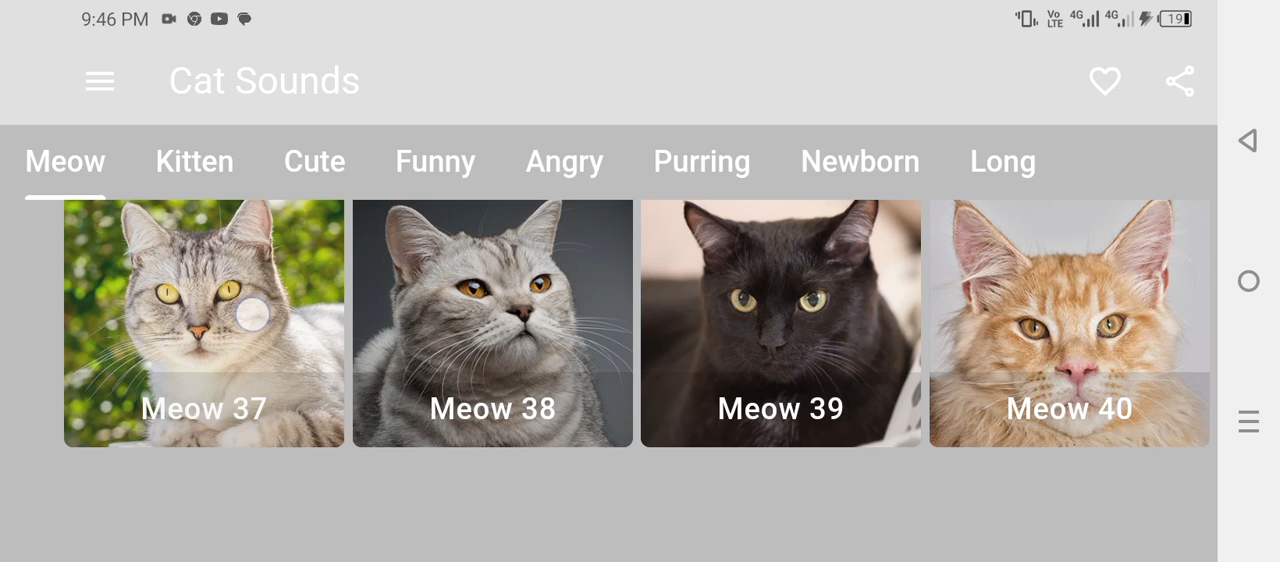 9:46 PM
Vo LTE 4G 4G 19
Cat Sounds
Meow Kitten Cute Funny Angry Purring Newborn Long
Meow 37 Meow 38 Meow 39 Meow 40